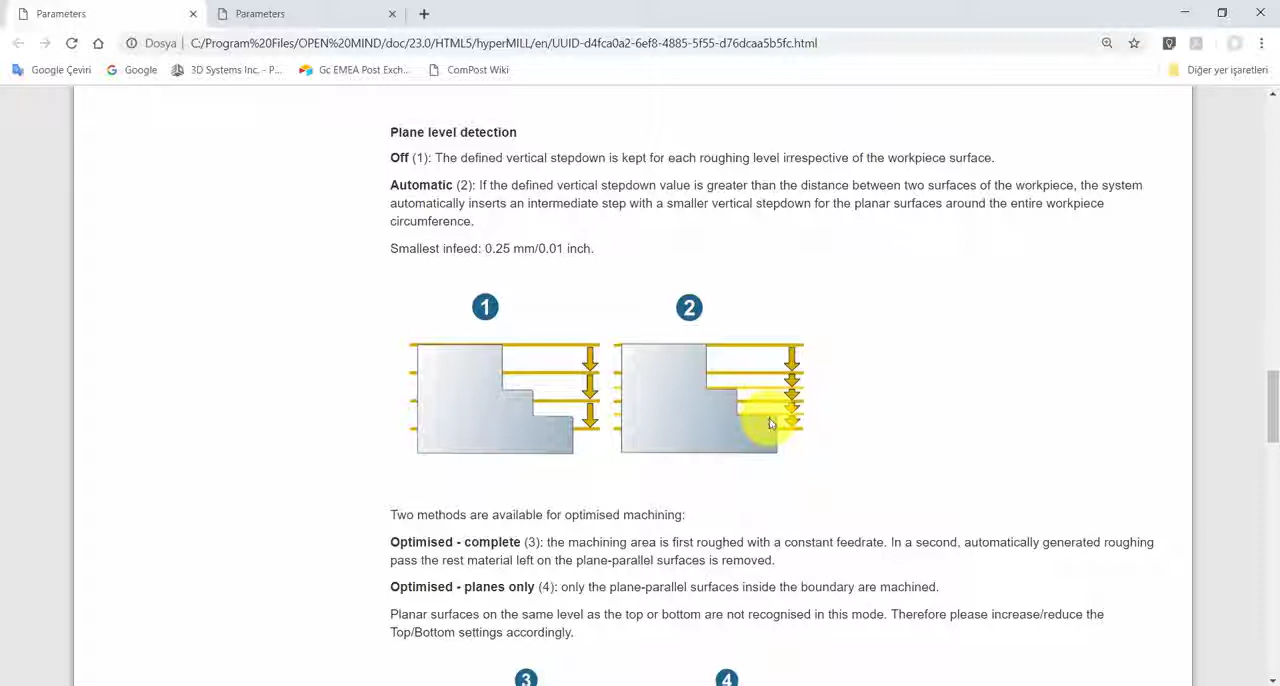 Parameters
Parameters
Dosya | C:/Program%20Files/OPEN%20MIND/doc/23.0/HTML5/hyperMILL/en/UUID-d4fca0a2-6ef8-4885-5f55-d76dcaa5b5fc.html
Google Çeviri
Google
3D Systems Inc. - P...
Gc EMEA Post Exch...
ComPost Wiki
Diğer yer işaretleri
Plane level detection
Off (1): The defined vertical stepdown is kept for each roughing level irrespective of the workpiece surface.
Automatic (2): If the defined vertical stepdown value is greater than the distance between two surfaces of the workpiece, the system
automatically inserts an intermediate step with a smaller vertical stepdown for the planar surfaces around the entire workpiece
circumference.
Smallest infeed: 0.25 mm/0.01 inch.
1
2
Two methods are available for optimised machining:
Optimised - complete (3): the machining area is first roughed with a constant feedrate. In a second, automatically generated roughing
pass the rest material left on the plane-parallel surfaces is removed.
Optimised - planes only (4): only the plane-parallel surfaces inside the boundary are machined.
Planar surfaces on the same level as the top or bottom are not recognised in this mode. Therefore please increase/reduce the
Top/Bottom settings accordingly.
3
4